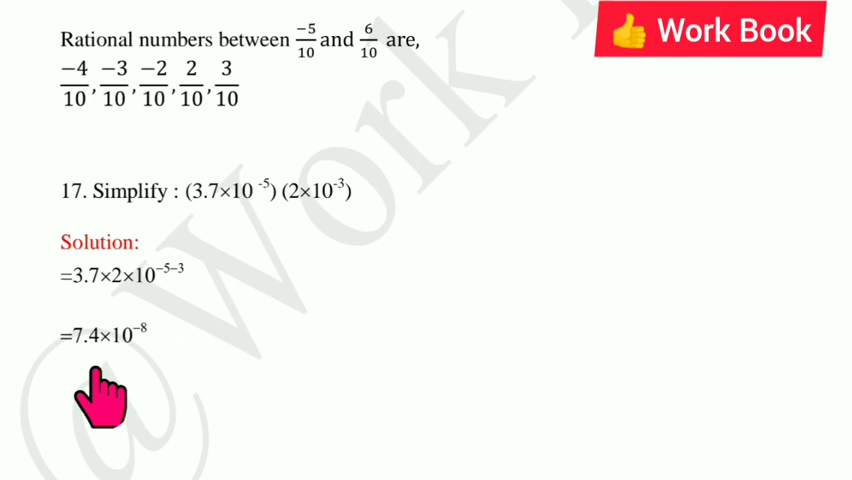 Rational numbers between −5/10 and 6/10 are,
−4/10, −3/10, −2/10, 2/10, 3/10
👍 Work Book
17. Simplify : (3.7×10⁻⁵) (2×10⁻³)
Solution:
=3.7×2×10⁻⁵⁻³
=7.4×10⁻⁸
@Work